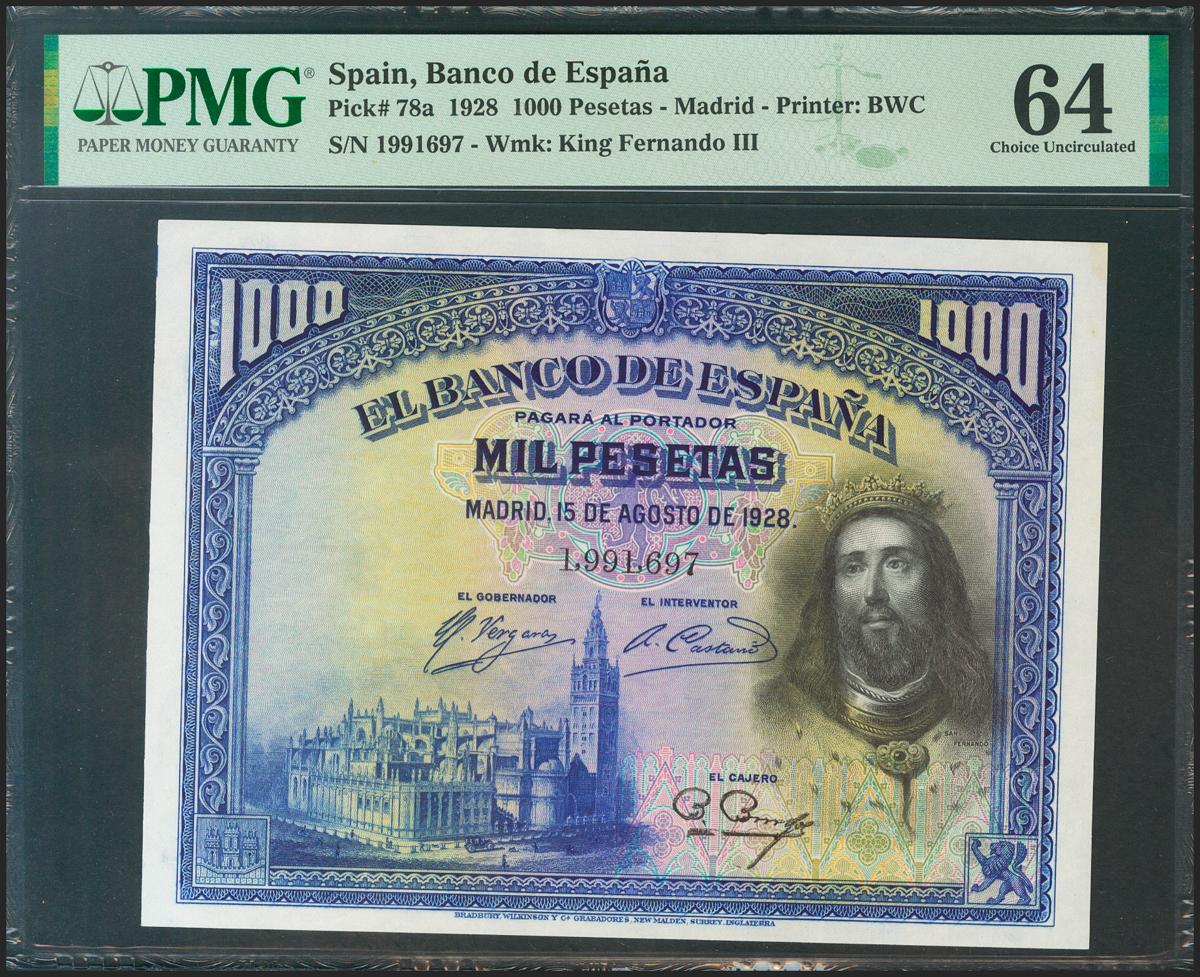 PMG®
PAPER MONEY GUARANTY
Spain, Banco de España
Pick# 78a 1928 1000 Pesetas - Madrid - Printer: BWC
S/N 1991697 - Wmk: King Fernando III
64
Choice Uncirculated
1000
1000
EL BANCO DE ESPAÑA
PAGARÁ AL PORTADOR
MIL PESETAS
MADRID, 15 DE AGOSTO DE 1928.
1,991,697
EL GOBERNADOR
EL INTERVENTOR
Vergara
A. Castaño
SAN
FERNANDO
EL CAJERO
BRADBURY, WILKINSON Y Cª GRABADORES, NEW MALDEN, SURREY, INGLATERRA